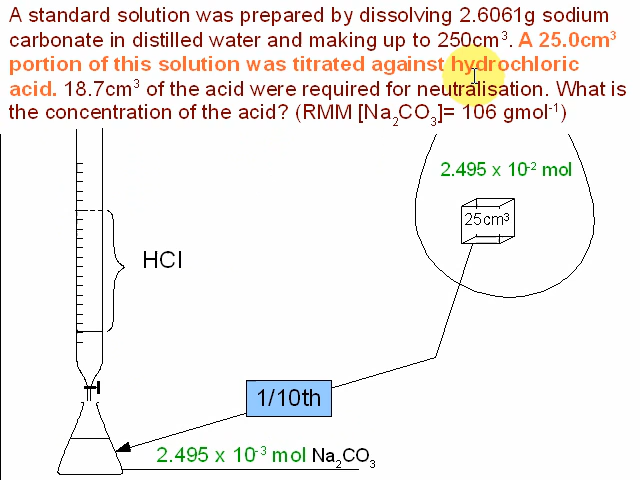 A standard solution was prepared by dissolving 2.6061g sodium
carbonate in distilled water and making up to 250cm³. A 25.0cm³
portion of this solution was titrated against hydrochloric
acid. 18.7cm³ of the acid were required for neutralisation. What is
the concentration of the acid? (RMM [Na₂CO₃]= 106 gmol⁻¹)
2.495 x 10⁻² mol
25cm³
HCl
1/10th
2.495 x 10⁻³ mol Na₂CO₃